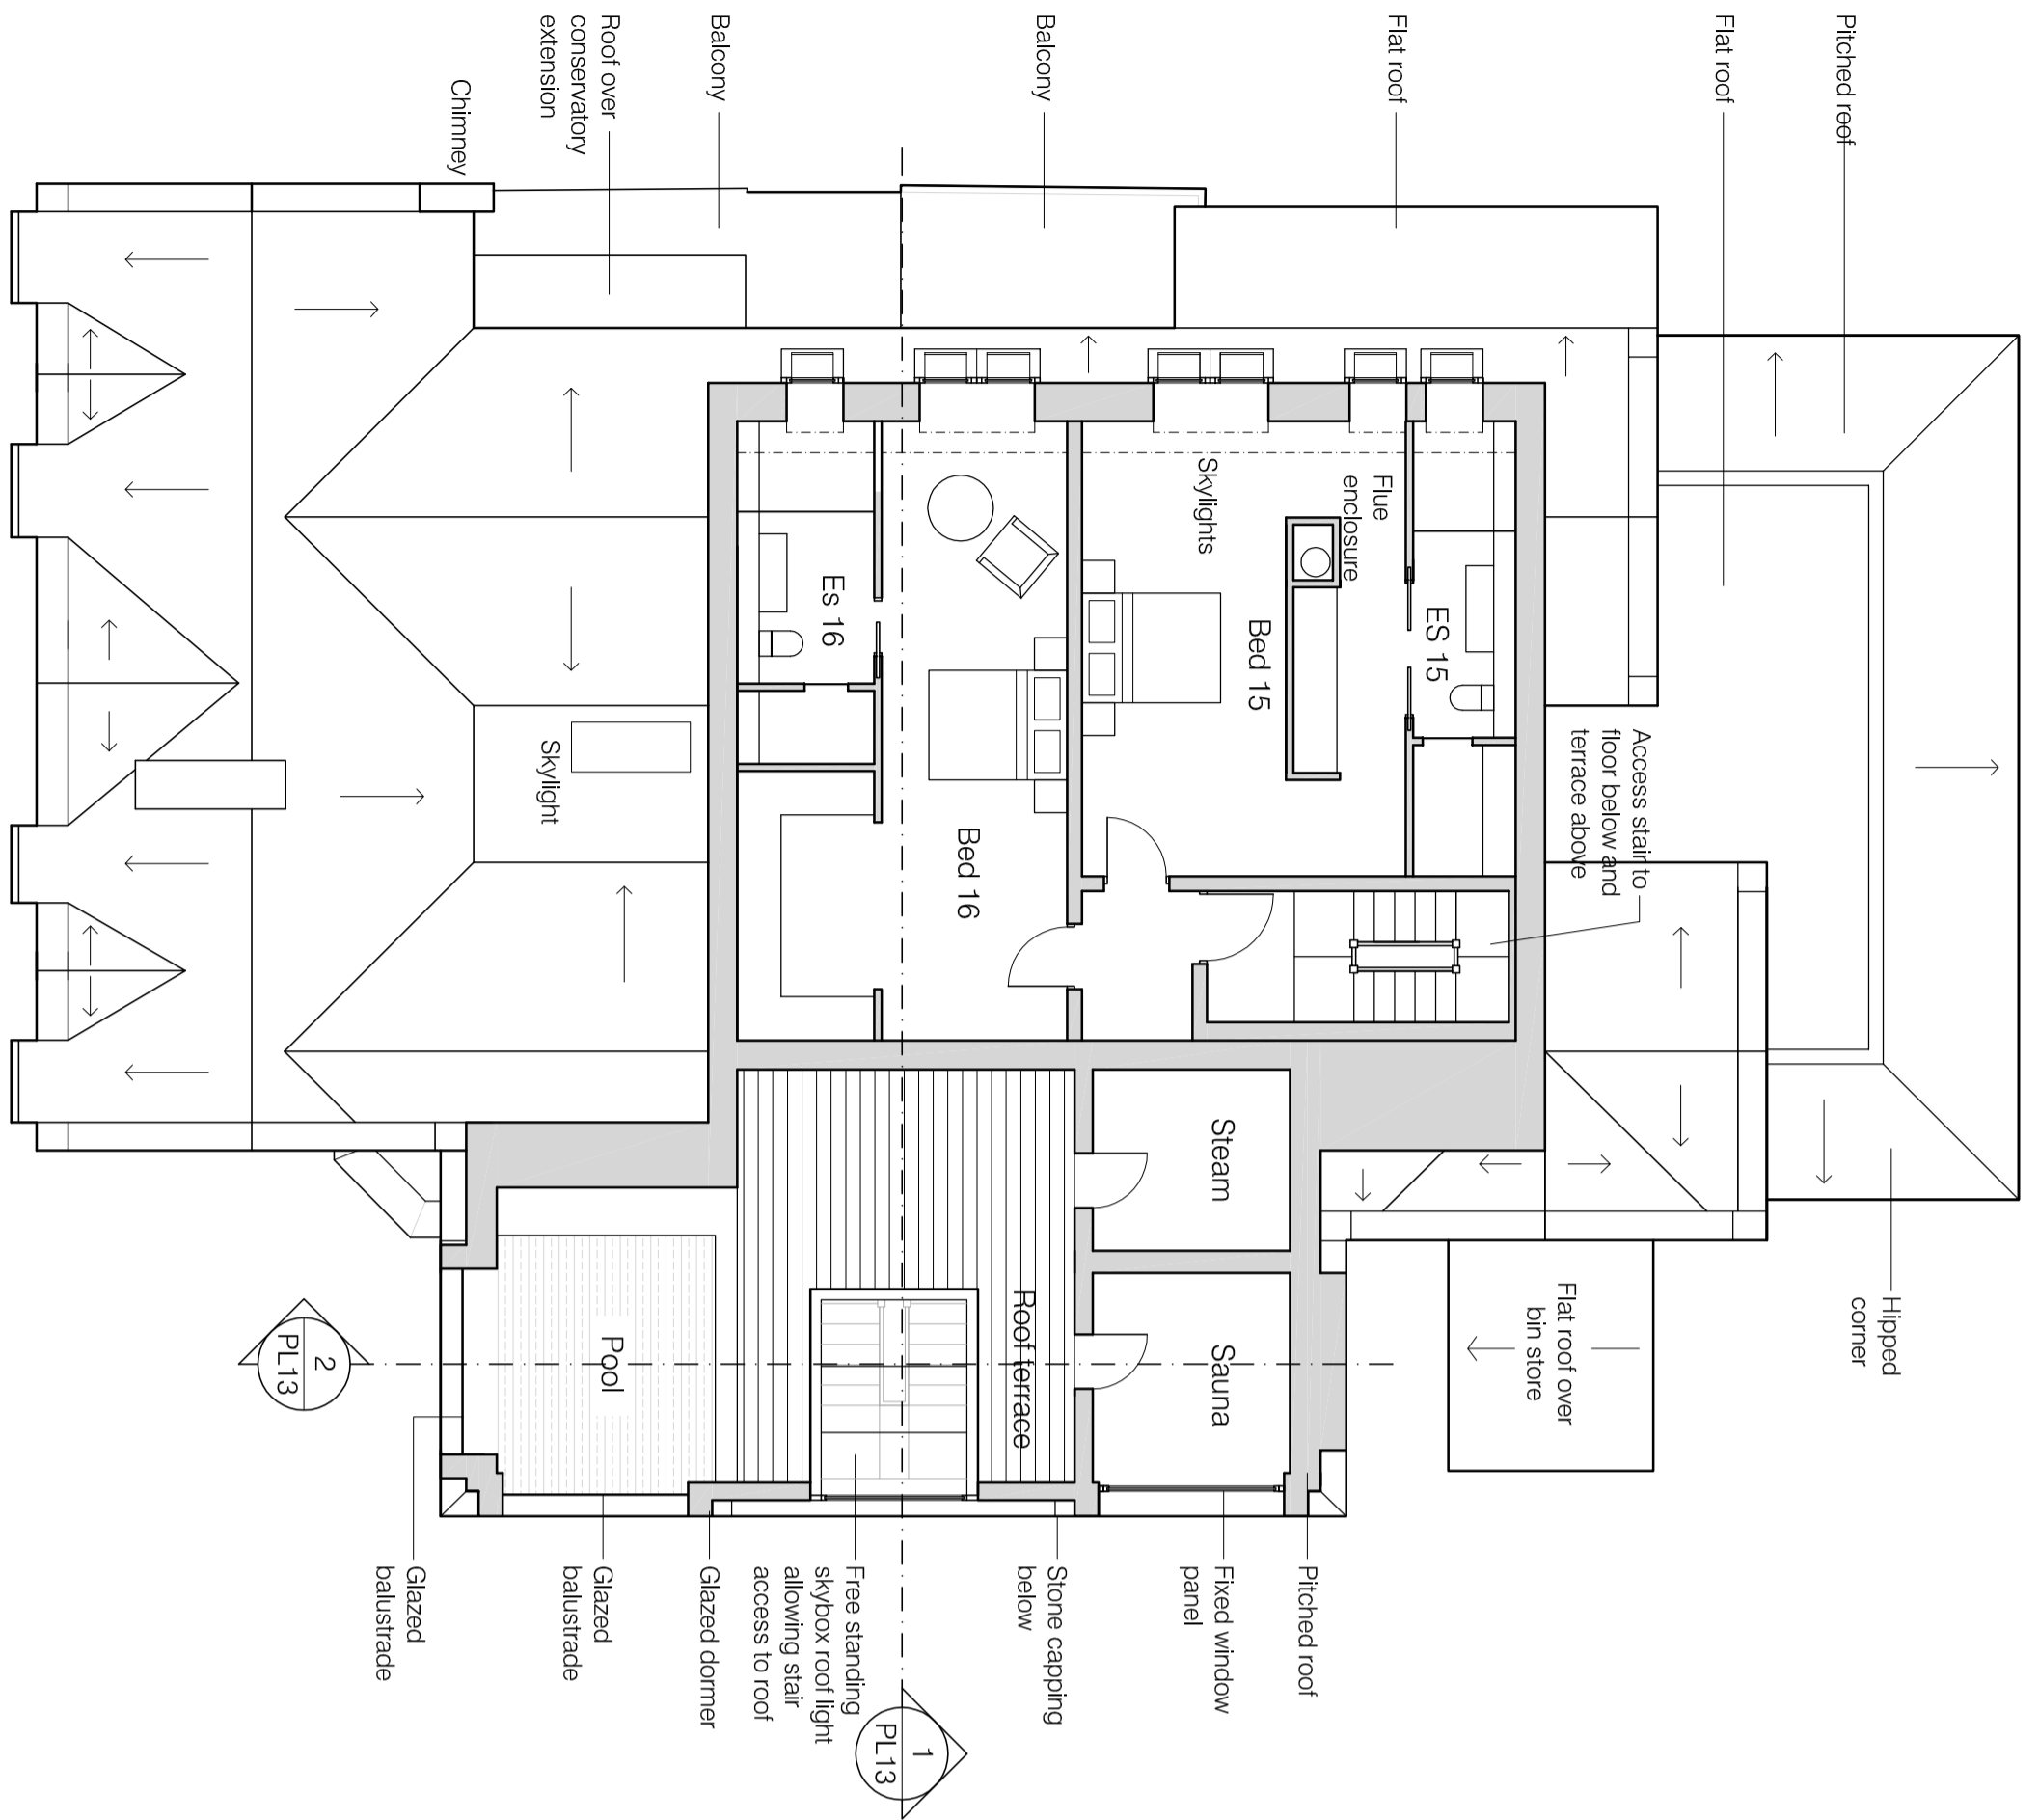 Pitched roof
Flat roof
Flat roof
Balcony
Balcony
Roof over
conservatory
extension
Chimney
Hipped
corner
Flat roof over
bin store
Access stair to
floor below and
terrace above
ES 15
Flue
enclosure
Bed 15
Skylights
Bed 16
Es 16
Skylight
Steam
Sauna
Roof terrace
Pool
Pitched roof
Fixed window
panel
Stone capping
below
Free standing
skybox roof light
allowing stair
access to roof
Glazed dormer
Glazed
balustrade
Glazed
balustrade
1
PL13
2
PL13